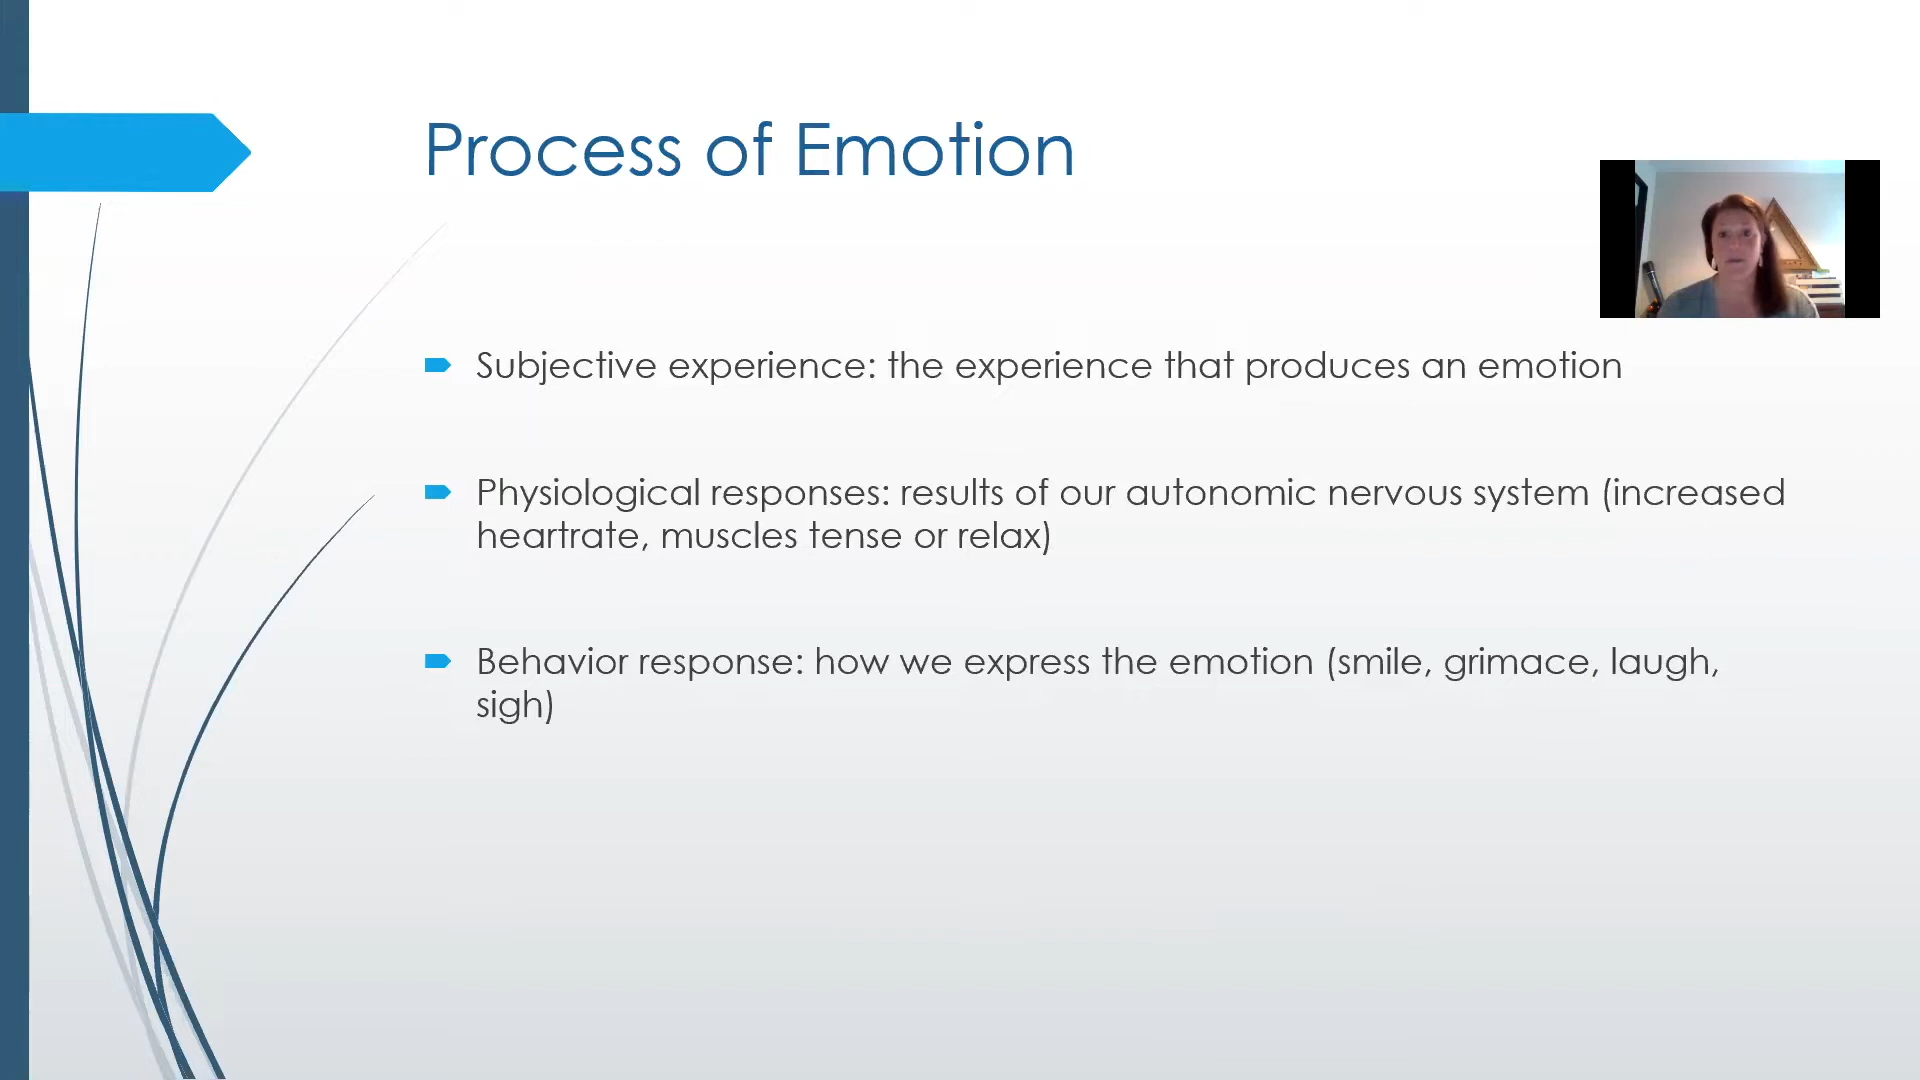 Process of Emotion
Subjective experience: the experience that produces an emotion
Physiological responses: results of our autonomic nervous system (increased
heartrate, muscles tense or relax)
Behavior response: how we express the emotion (smile, grimace, laugh,
sigh)